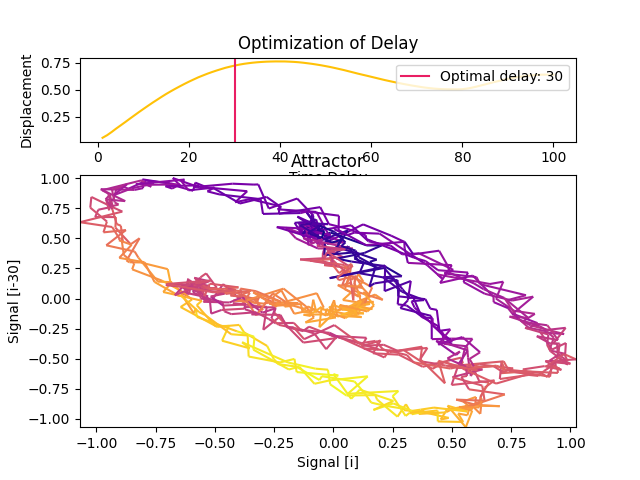 Optimization of Delay
Displacement
0.75
0.50
0.25
Optimal delay: 30
0 20 40 60 80 100
Time Delay
Attractor
Signal [i-30]
1.00
0.75
0.50
0.25
0.00
−0.25
−0.50
−0.75
−1.00
−1.00 −0.75 −0.50 −0.25 0.00 0.25 0.50 0.75 1.00
Signal [i]